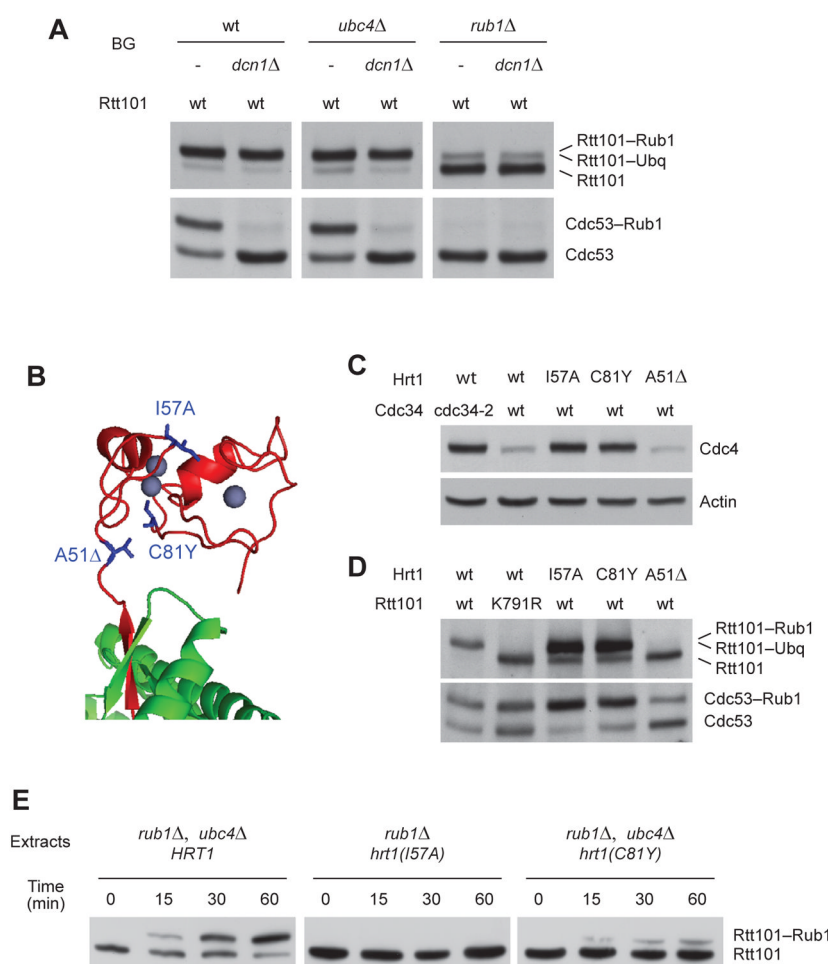 A
wt ubc4Δ rub1Δ
BG
- dcn1Δ - dcn1Δ - dcn1Δ
Rtt101 wt wt wt wt wt wt
Rtt101–Rub1
Rtt101–Ubq
Rtt101
Cdc53–Rub1
Cdc53
B
I57A
A51Δ
C81Y
C
Hrt1 wt wt I57A C81Y A51Δ
Cdc34 cdc34-2 wt wt wt wt
Cdc4
Actin
D
Hrt1 wt wt I57A C81Y A51Δ
Rtt101 wt K791R wt wt wt
Rtt101–Rub1
Rtt101–Ubq
Rtt101
Cdc53–Rub1
Cdc53
E
Extracts
rub1Δ, ubc4Δ rub1Δ rub1Δ, ubc4Δ
HRT1 hrt1(I57A) hrt1(C81Y)
Time
(min)
0 15 30 60 0 15 30 60 0 15 30 60
Rtt101–Rub1
Rtt101